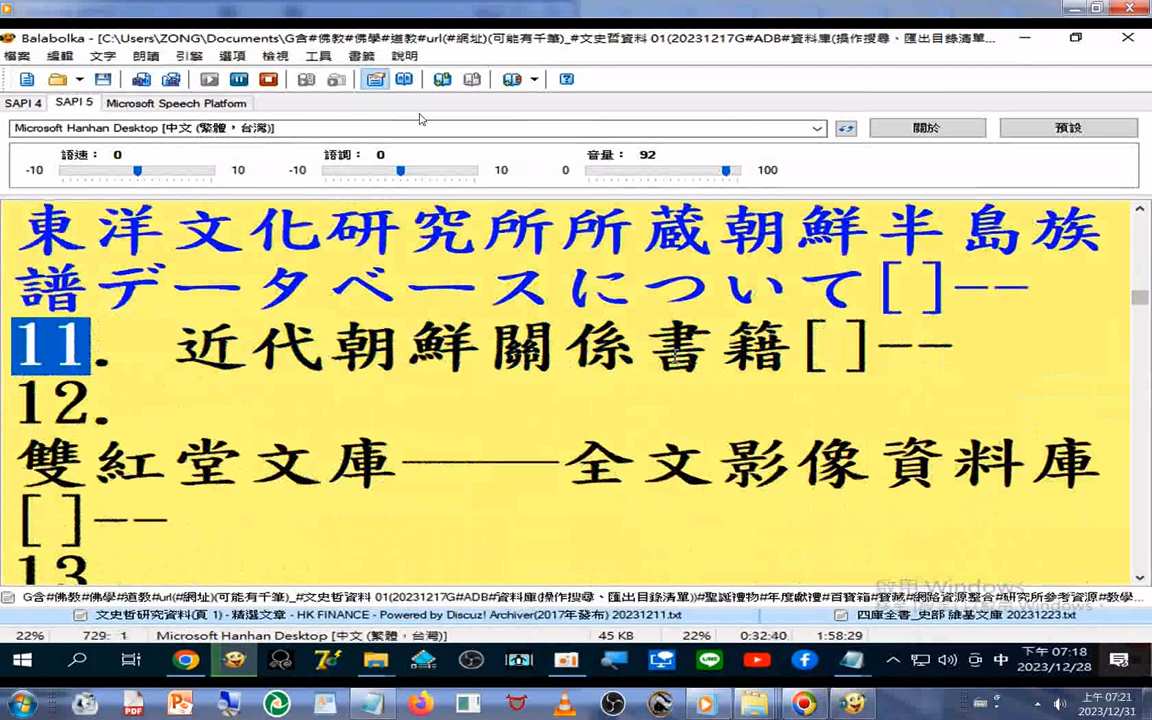 Balabolka - [C:\Users\ZONG\Documents\G含#佛教#佛學#道教#url(#網址)(可能有千筆)_#文史哲資料 01(20231217G#ADB#資料庫(操作搜尋、匯出目錄清單...
檔案 編輯 文字 朗讀 引擎 選項 檢視 工具 書籤 說明
SAPI 4 SAPI 5 Microsoft Speech Platform
Microsoft Hanhan Desktop [中文 (繁體，台灣)] 關於 預設
語速： 0 語調： 0 音量： 92
-10 10 -10 10 0 100
東洋文化研究所所蔵朝鮮半島族
譜データベースについて[ ]--
11. 近代朝鮮關係書籍[ ]--
12.
雙紅堂文庫——全文影像資料庫
[ ]--
13
啟用 Windows
G含#佛教#佛學#道教#url(#網址)(可能有千筆)_#文史哲資料 01(20231217G#ADB#資料庫(操作搜尋、匯出目錄清單))#聖誕禮物#年度獻禮#百寶箱#寶藏#網路資源整合#研究所參考資源#教學...
文史哲研究資料(頁 1) - 精選文章 - HK FINANCE - Powered by Discuz! Archiver(2017年發布) 20231211.txt 四庫全書_史部 維基文庫 20231223.txt
22% 729: 1 Microsoft Hanhan Desktop [中文 (繁體，台灣)] 45 KB 22% 0:32:40 1:58:29
中 下午 07:18
2023/12/28
上午 07:21
2023/12/31